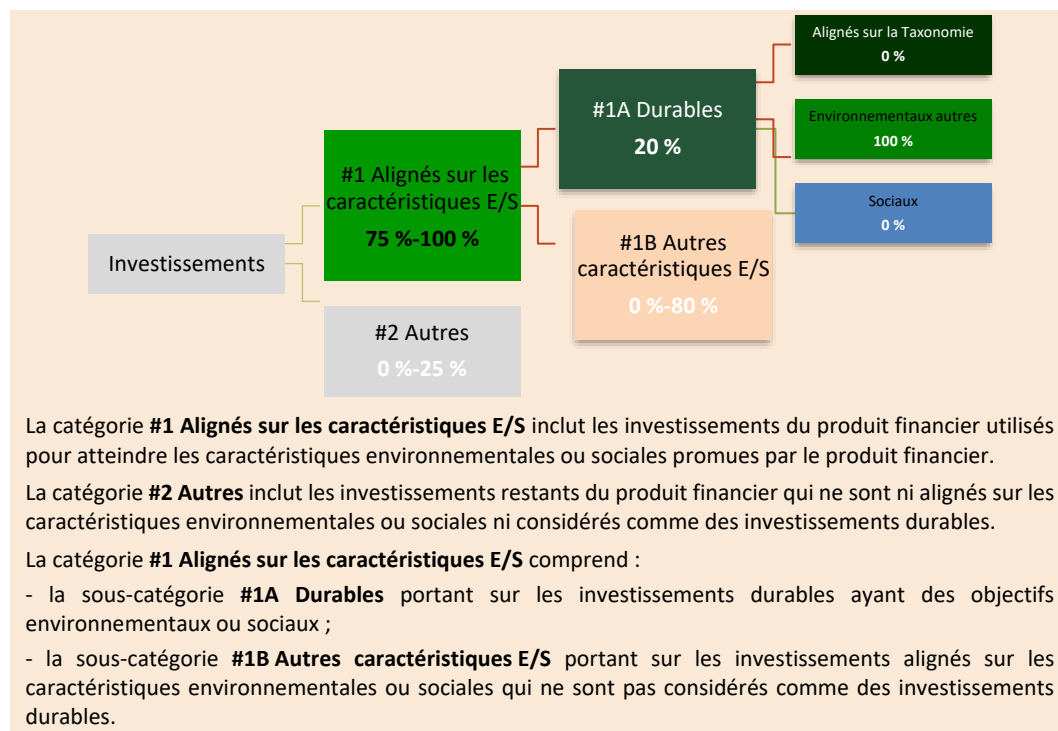 Investissements
#1 Alignés sur les
caractéristiques E/S
75 %-100 %
#2 Autres
0 %-25 %
#1A Durables
20 %
#1B Autres
caractéristiques E/S
0 %-80 %
Alignés sur la Taxonomie
0 %
Environnementaux autres
100 %
Sociaux
0 %
La catégorie #1 Alignés sur les caractéristiques E/S inclut les investissements du produit financier utilisés
pour atteindre les caractéristiques environnementales ou sociales promues par le produit financier.
La catégorie #2 Autres inclut les investissements restants du produit financier qui ne sont ni alignés sur les
caractéristiques environnementales ou sociales ni considérés comme des investissements durables.
La catégorie #1 Alignés sur les caractéristiques E/S comprend :
- la sous-catégorie #1A Durables portant sur les investissements durables ayant des objectifs
environnementaux ou sociaux ;
- la sous-catégorie #1B Autres caractéristiques E/S portant sur les investissements alignés sur les
caractéristiques environnementales ou sociales qui ne sont pas considérés comme des investissements
durables.